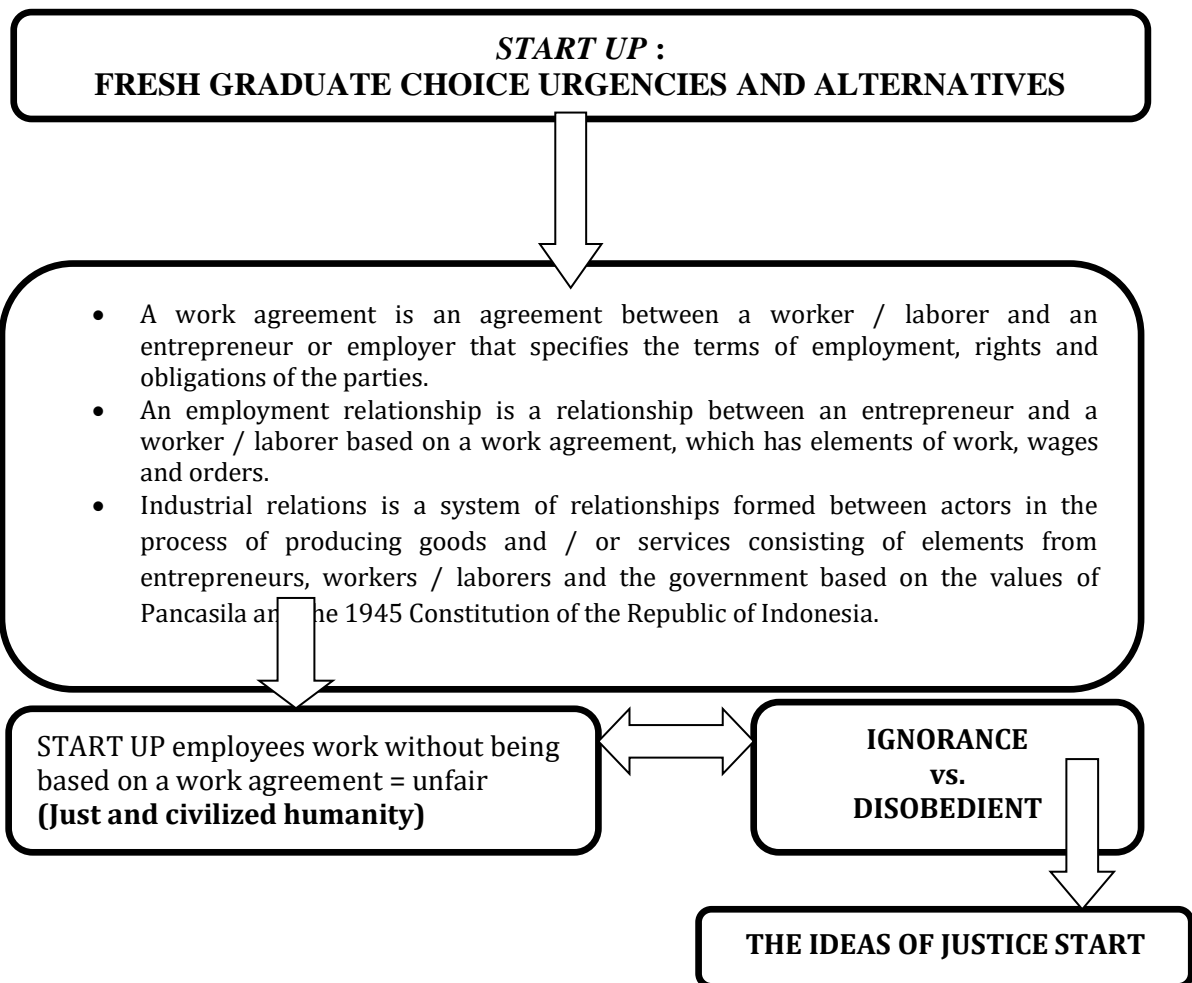 START UP :
FRESH GRADUATE CHOICE URGENCIES AND ALTERNATIVES
• A work agreement is an agreement between a worker / laborer and an
entrepreneur or employer that specifies the terms of employment, rights and
obligations of the parties.
• An employment relationship is a relationship between an entrepreneur and a
worker / laborer based on a work agreement, which has elements of work, wages
and orders.
• Industrial relations is a system of relationships formed between actors in the
process of producing goods and / or services consisting of elements from
entrepreneurs, workers / laborers and the government based on the values of
Pancasila an he 1945 Constitution of the Republic of Indonesia.
START UP employees work without being
based on a work agreement = unfair
(Just and civilized humanity)
IGNORANCE
vs.
DISOBEDIENT
THE IDEAS OF JUSTICE START